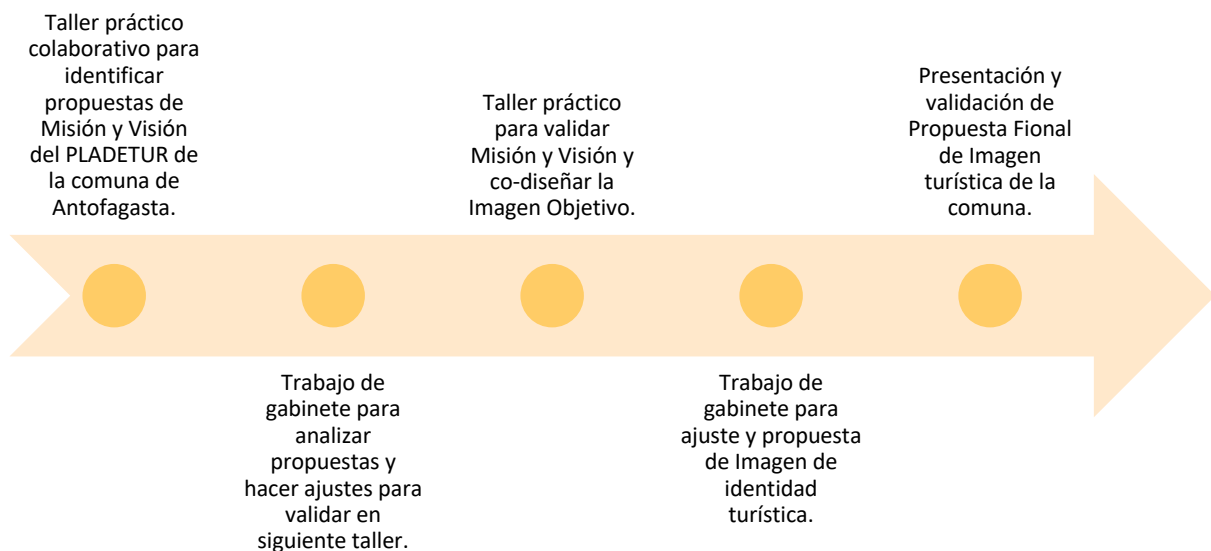 Taller práctico
colaborativo para
identificar
propuestas de
Misión y Visión
del PLADETUR de
la comuna de
Antofagasta.
Trabajo de
gabinete para
analizar
propuestas y
hacer ajustes para
validar en
siguiente taller.
Taller práctico
para validar
Misión y Visión y
co-diseñar la
Imagen Objetivo.
Trabajo de
gabinete para
ajuste y propuesta
de Imagen de
identidad
turística.
Presentación y
validación de
Propuesta Fional
de Imagen
turística de la
comuna.